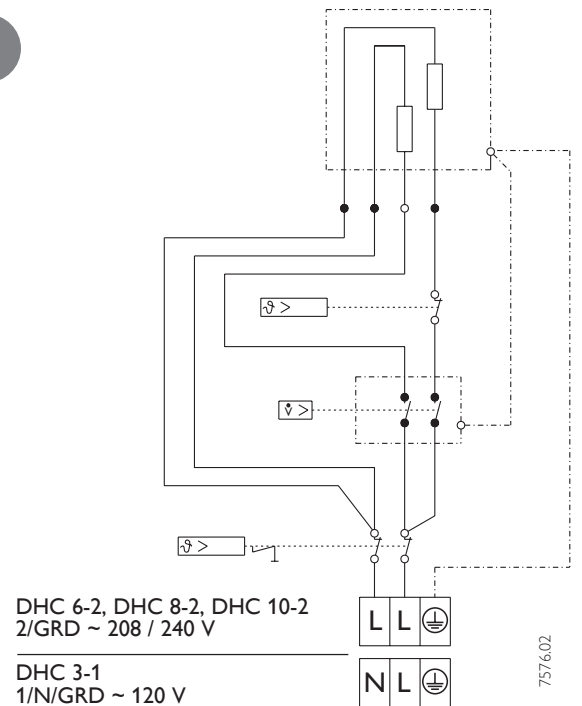 ϑ >
v̇ >
ϑ >
DHC 6-2, DHC 8-2, DHC 10-2
2/GRD ~ 208 / 240 V
L L
DHC 3-1
1/N/GRD ~ 120 V
N L
7576.02